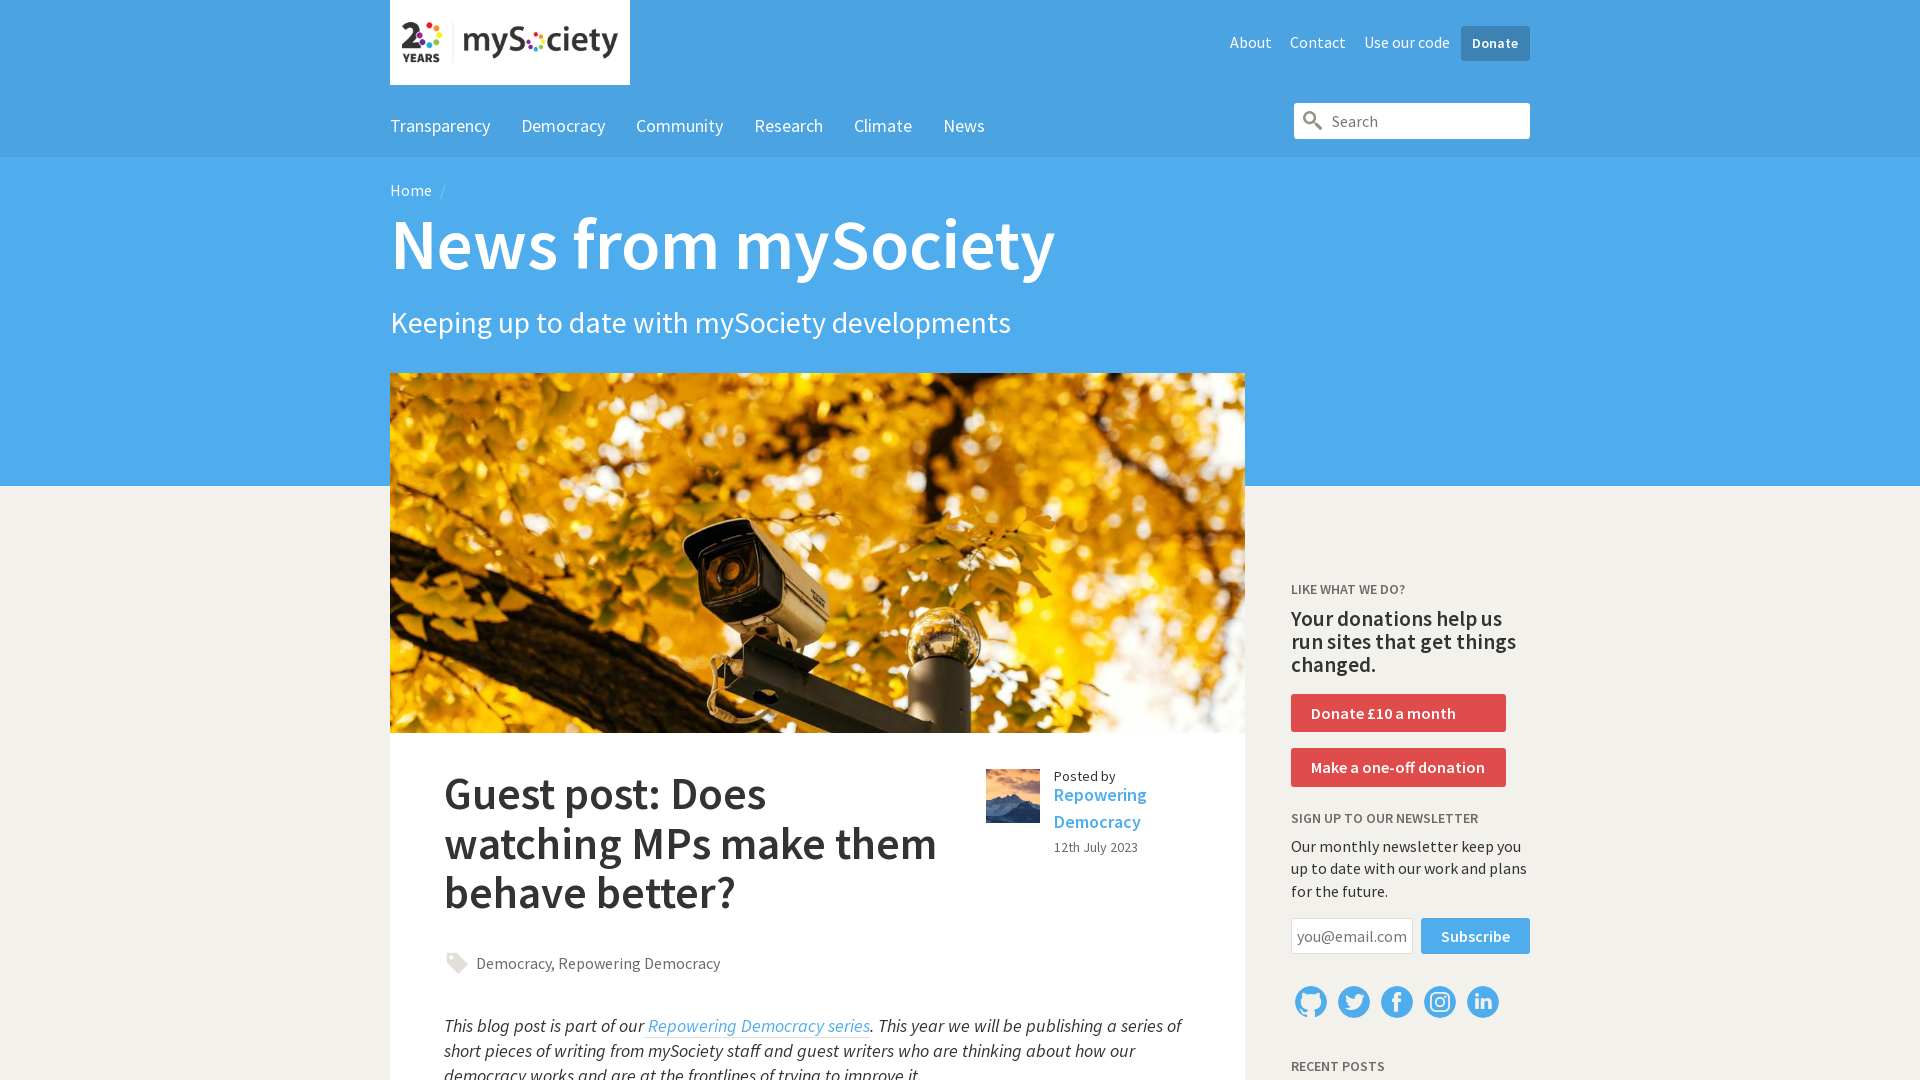 20 YEARS mySociety
About Contact Use our code Donate
Transparency Democracy Community Research Climate News Search
Home /
News from mySociety
Keeping up to date with mySociety developments
Guest post: Does
watching MPs make them
behave better?
Posted by
Repowering
Democracy
12th July 2023
Democracy, Repowering Democracy
This blog post is part of our Repowering Democracy series. This year we will be publishing a series of
short pieces of writing from mySociety staff and guest writers who are thinking about how our
democracy works and are at the frontlines of trying to improve it.
LIKE WHAT WE DO?
Your donations help us
run sites that get things
changed.
Donate £10 a month
Make a one-off donation
SIGN UP TO OUR NEWSLETTER
Our monthly newsletter keep you
up to date with our work and plans
for the future.
you@email.com Subscribe
RECENT POSTS